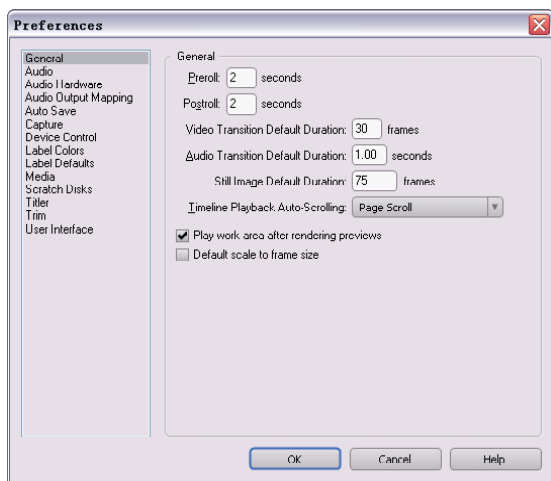 Preferences
General
Audio
Audio Hardware
Audio Output Mapping
Auto Save
Capture
Device Control
Label Colors
Label Defaults
Media
Scratch Disks
Titler
Trim
User Interface
General
Preroll: 2 seconds
Postroll: 2 seconds
Video Transition Default Duration: 30 frames
Audio Transition Default Duration: 1.00 seconds
Still Image Default Duration: 75 frames
Timeline Playback Auto-Scrolling: Page Scroll
Play work area after rendering previews
Default scale to frame size
OK Cancel Help